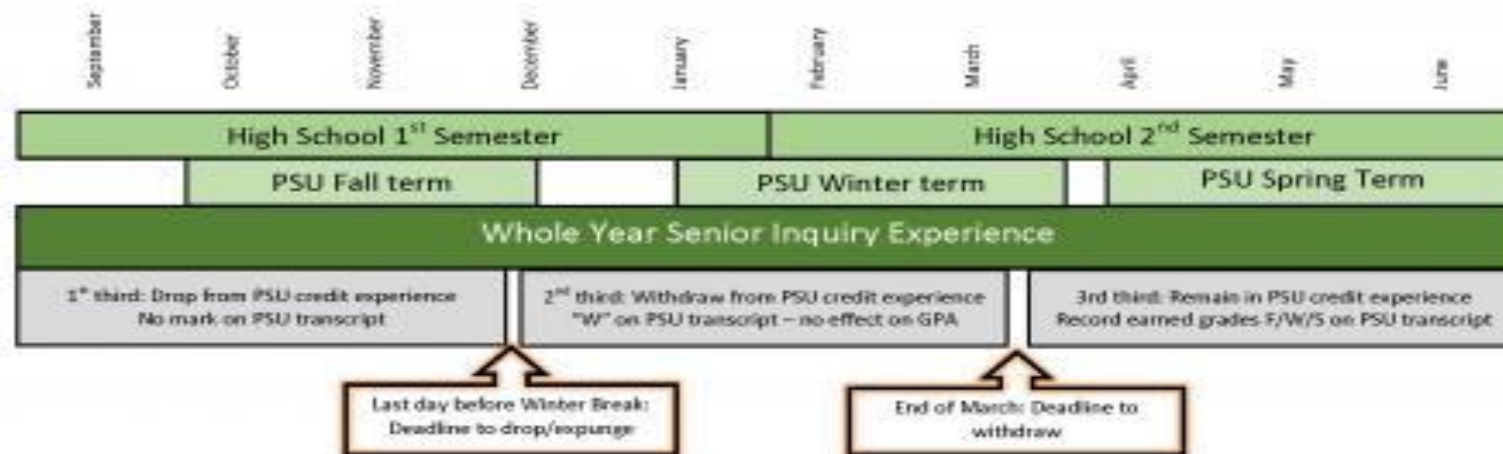 September
October
November
December
January
February
March
April
May
June
High School 1st Semester
High School 2nd Semester
PSU Fall term
PSU Winter term
PSU Spring Term
Whole Year Senior Inquiry Experience
1st third: Drop from PSU credit experience
No mark on PSU transcript
2nd third: Withdraw from PSU credit experience
"W" on PSU transcript – no effect on GPA
3rd third: Remain in PSU credit experience
Record earned grades F/W/S on PSU transcript
Last day before Winter Break:
Deadline to drop/expunge
End of March: Deadline to
withdraw